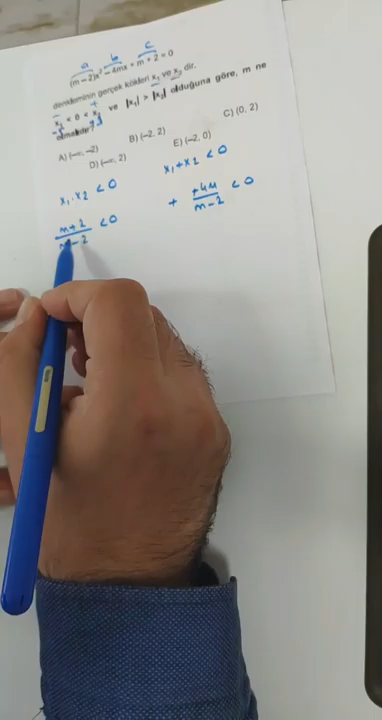 a b c
(m – 2)x² – 4mx + m + 2 = 0
denkleminin gerçek kökleri x₁ ve x₂ dir.
x₁ < 0 < x₂ ve |x₁| > |x₂| olduğuna göre, m ne
olmalıdır?
A) (–∞, –2) B) (–2, 2) C) (0, 2)
D) (–∞, 2) E) (–2, 0)
x₁ . x₂ < 0 x₁ + x₂ < 0
m+2 / m–2 < 0 + +4m / m–2 < 0